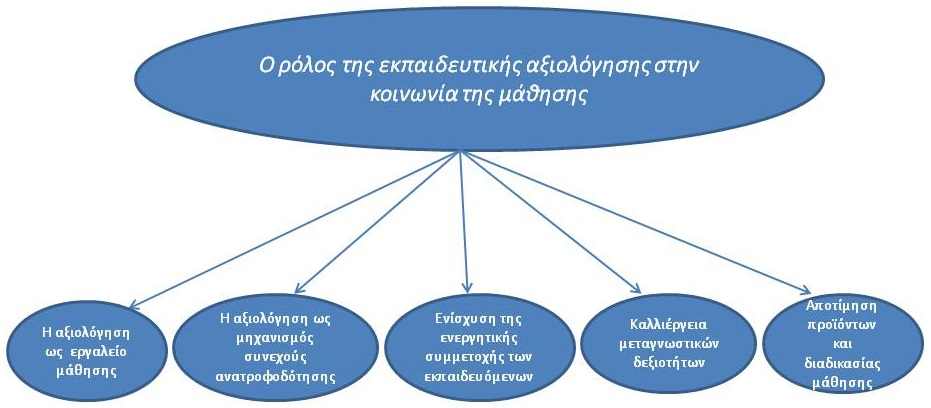 Ο ρόλος της εκπαιδευτικής αξιολόγησης στην
κοινωνία της μάθησης
Η αξιολόγηση
ως εργαλείο
μάθησης
Η αξιολόγηση ως
μηχανισμός
συνεχούς
ανατροφοδότησης
Ενίσχυση της
ενεργητικής
συμμετοχής των
εκπαιδευόμενων
Καλλιέργεια
μεταγνωστικών
δεξιοτήτων
Αποτίμηση
προϊόντων
και
διαδικασίας
μάθησης